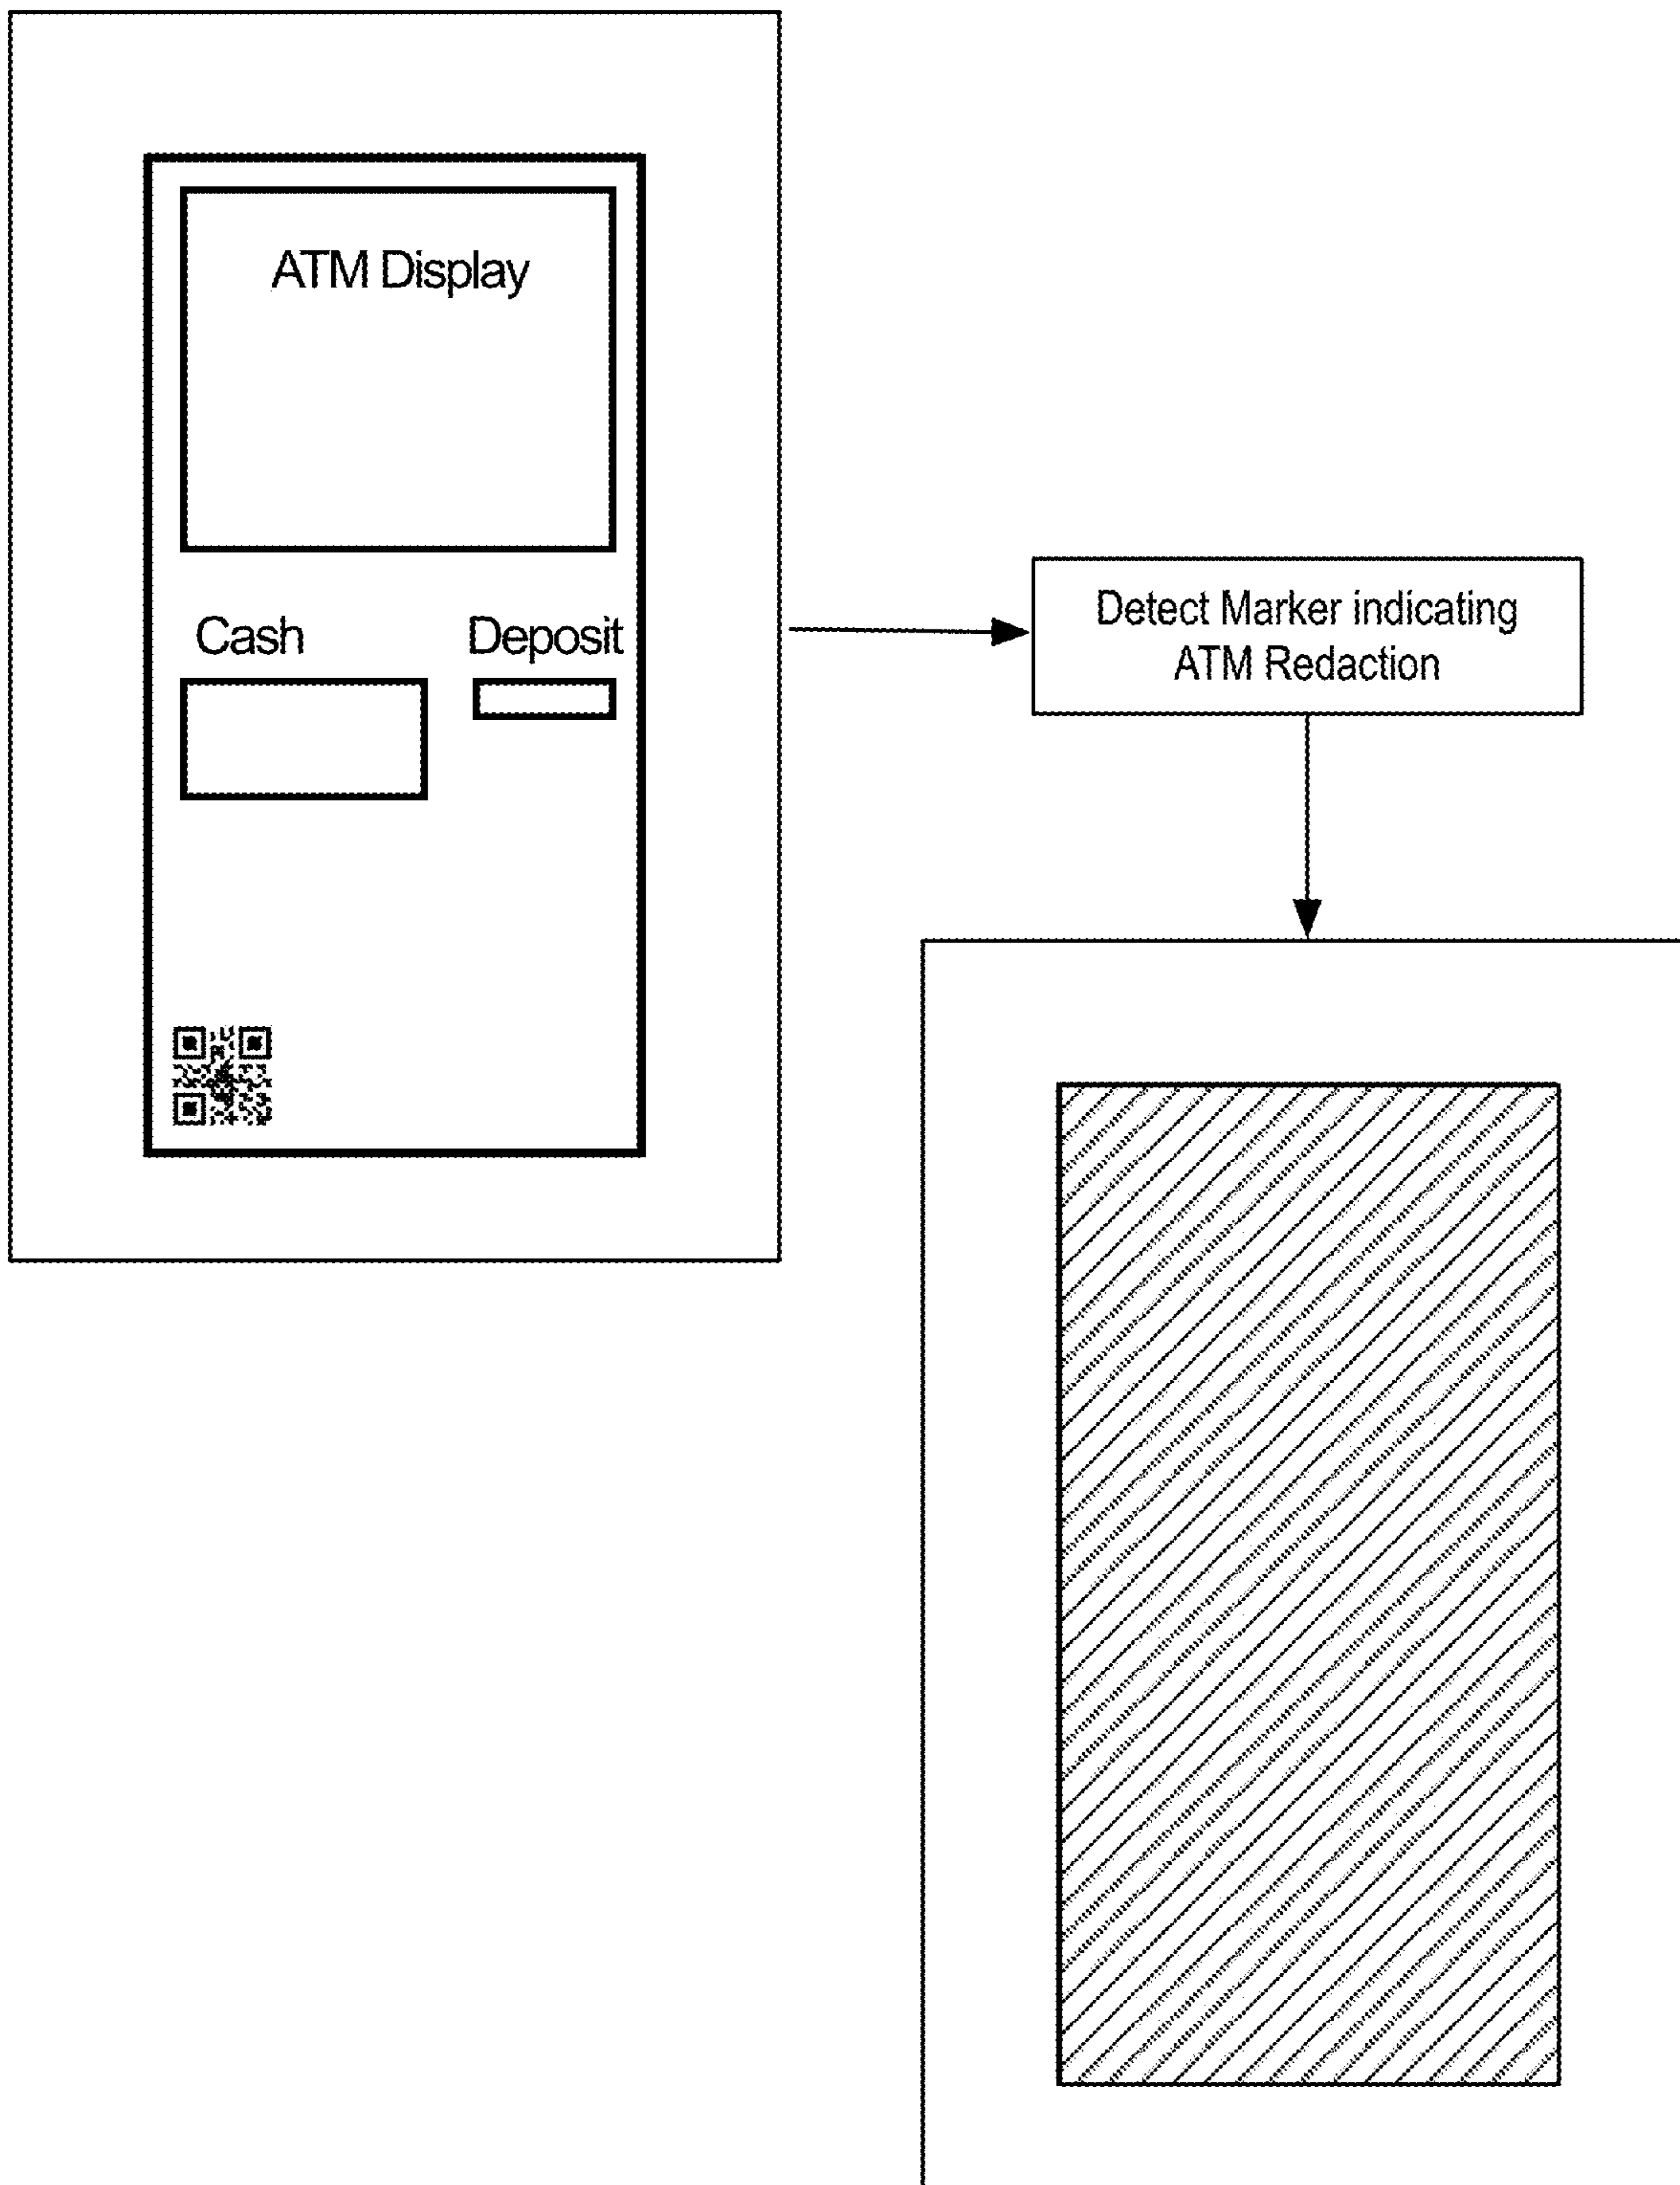 ATM Display
Cash
Deposit
Detect Marker indicating
ATM Redaction